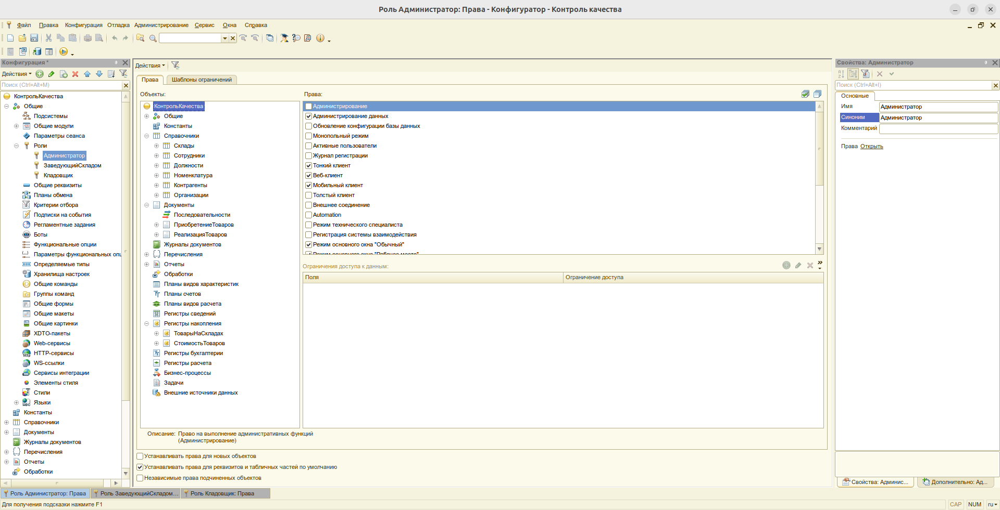 Роль Администратор: Права - Конфигуратор - Контроль качества
Файл Правка Конфигурация Отладка Администрирование Сервис Окна Справка
Конфигурация *
Действия
Поиск (Ctrl+Alt+M)
КонтрольКачества
Общие
Подсистемы
Общие модули
Параметры сеанса
Роли
Администратор
ЗаведующийСкладом
Кладовщик
Общие реквизиты
Планы обмена
Критерии отбора
Подписки на события
Регламентные задания
Боты
Функциональные опции
Параметры функциональных опц
Определяемые типы
Хранилища настроек
Общие команды
Группы команд
Общие формы
Общие макеты
Общие картинки
XDTO-пакеты
Web-сервисы
HTTP-сервисы
WS-ссылки
Сервисы интеграции
Элементы стиля
Стили
Языки
Константы
Справочники
Документы
Журналы документов
Перечисления
Отчеты
Обработки
Действия
Права Шаблоны ограничений
Объекты:
КонтрольКачества
Общие
Константы
Справочники
Склады
Сотрудники
Должности
Номенклатура
Контрагенты
Организации
Документы
Последовательности
ПриобретениеТоваров
РеализацияТоваров
Журналы документов
Перечисления
Отчеты
Обработки
Планы видов характеристик
Планы счетов
Планы видов расчета
Регистры сведений
Регистры накопления
ТоварыНаСкладах
СтоимостьТоваров
Регистры бухгалтерии
Регистры расчета
Бизнес-процессы
Задачи
Внешние источники данных
Права:
Администрирование
Администрирование данных
Обновление конфигурации базы данных
Монопольный режим
Активные пользователи
Журнал регистрации
Тонкий клиент
Веб-клиент
Мобильный клиент
Толстый клиент
Внешнее соединение
Automation
Режим технического специалиста
Регистрация системы взаимодействия
Режим основного окна "Обычный"
Режим основного окна "Рабочее место"
Ограничения доступа к данным:
Поля Ограничение доступа
Описание: Право на выполнение административных функций
(Администрирование)
Устанавливать права для новых объектов
Устанавливать права для реквизитов и табличных частей по умолчанию
Независимые права подчиненных объектов
Свойства: Администратор
Поиск (Ctrl+Alt+I)
Основные
Имя Администратор
Синоним Администратор
Комментарий
Права Открыть
Свойства: Админис... Дополнительно: Ад...
Роль Администратор: Права Роль ЗаведующийСкладом... Роль Кладовщик: Права
Для получения подсказки нажмите F1
CAP NUM ru